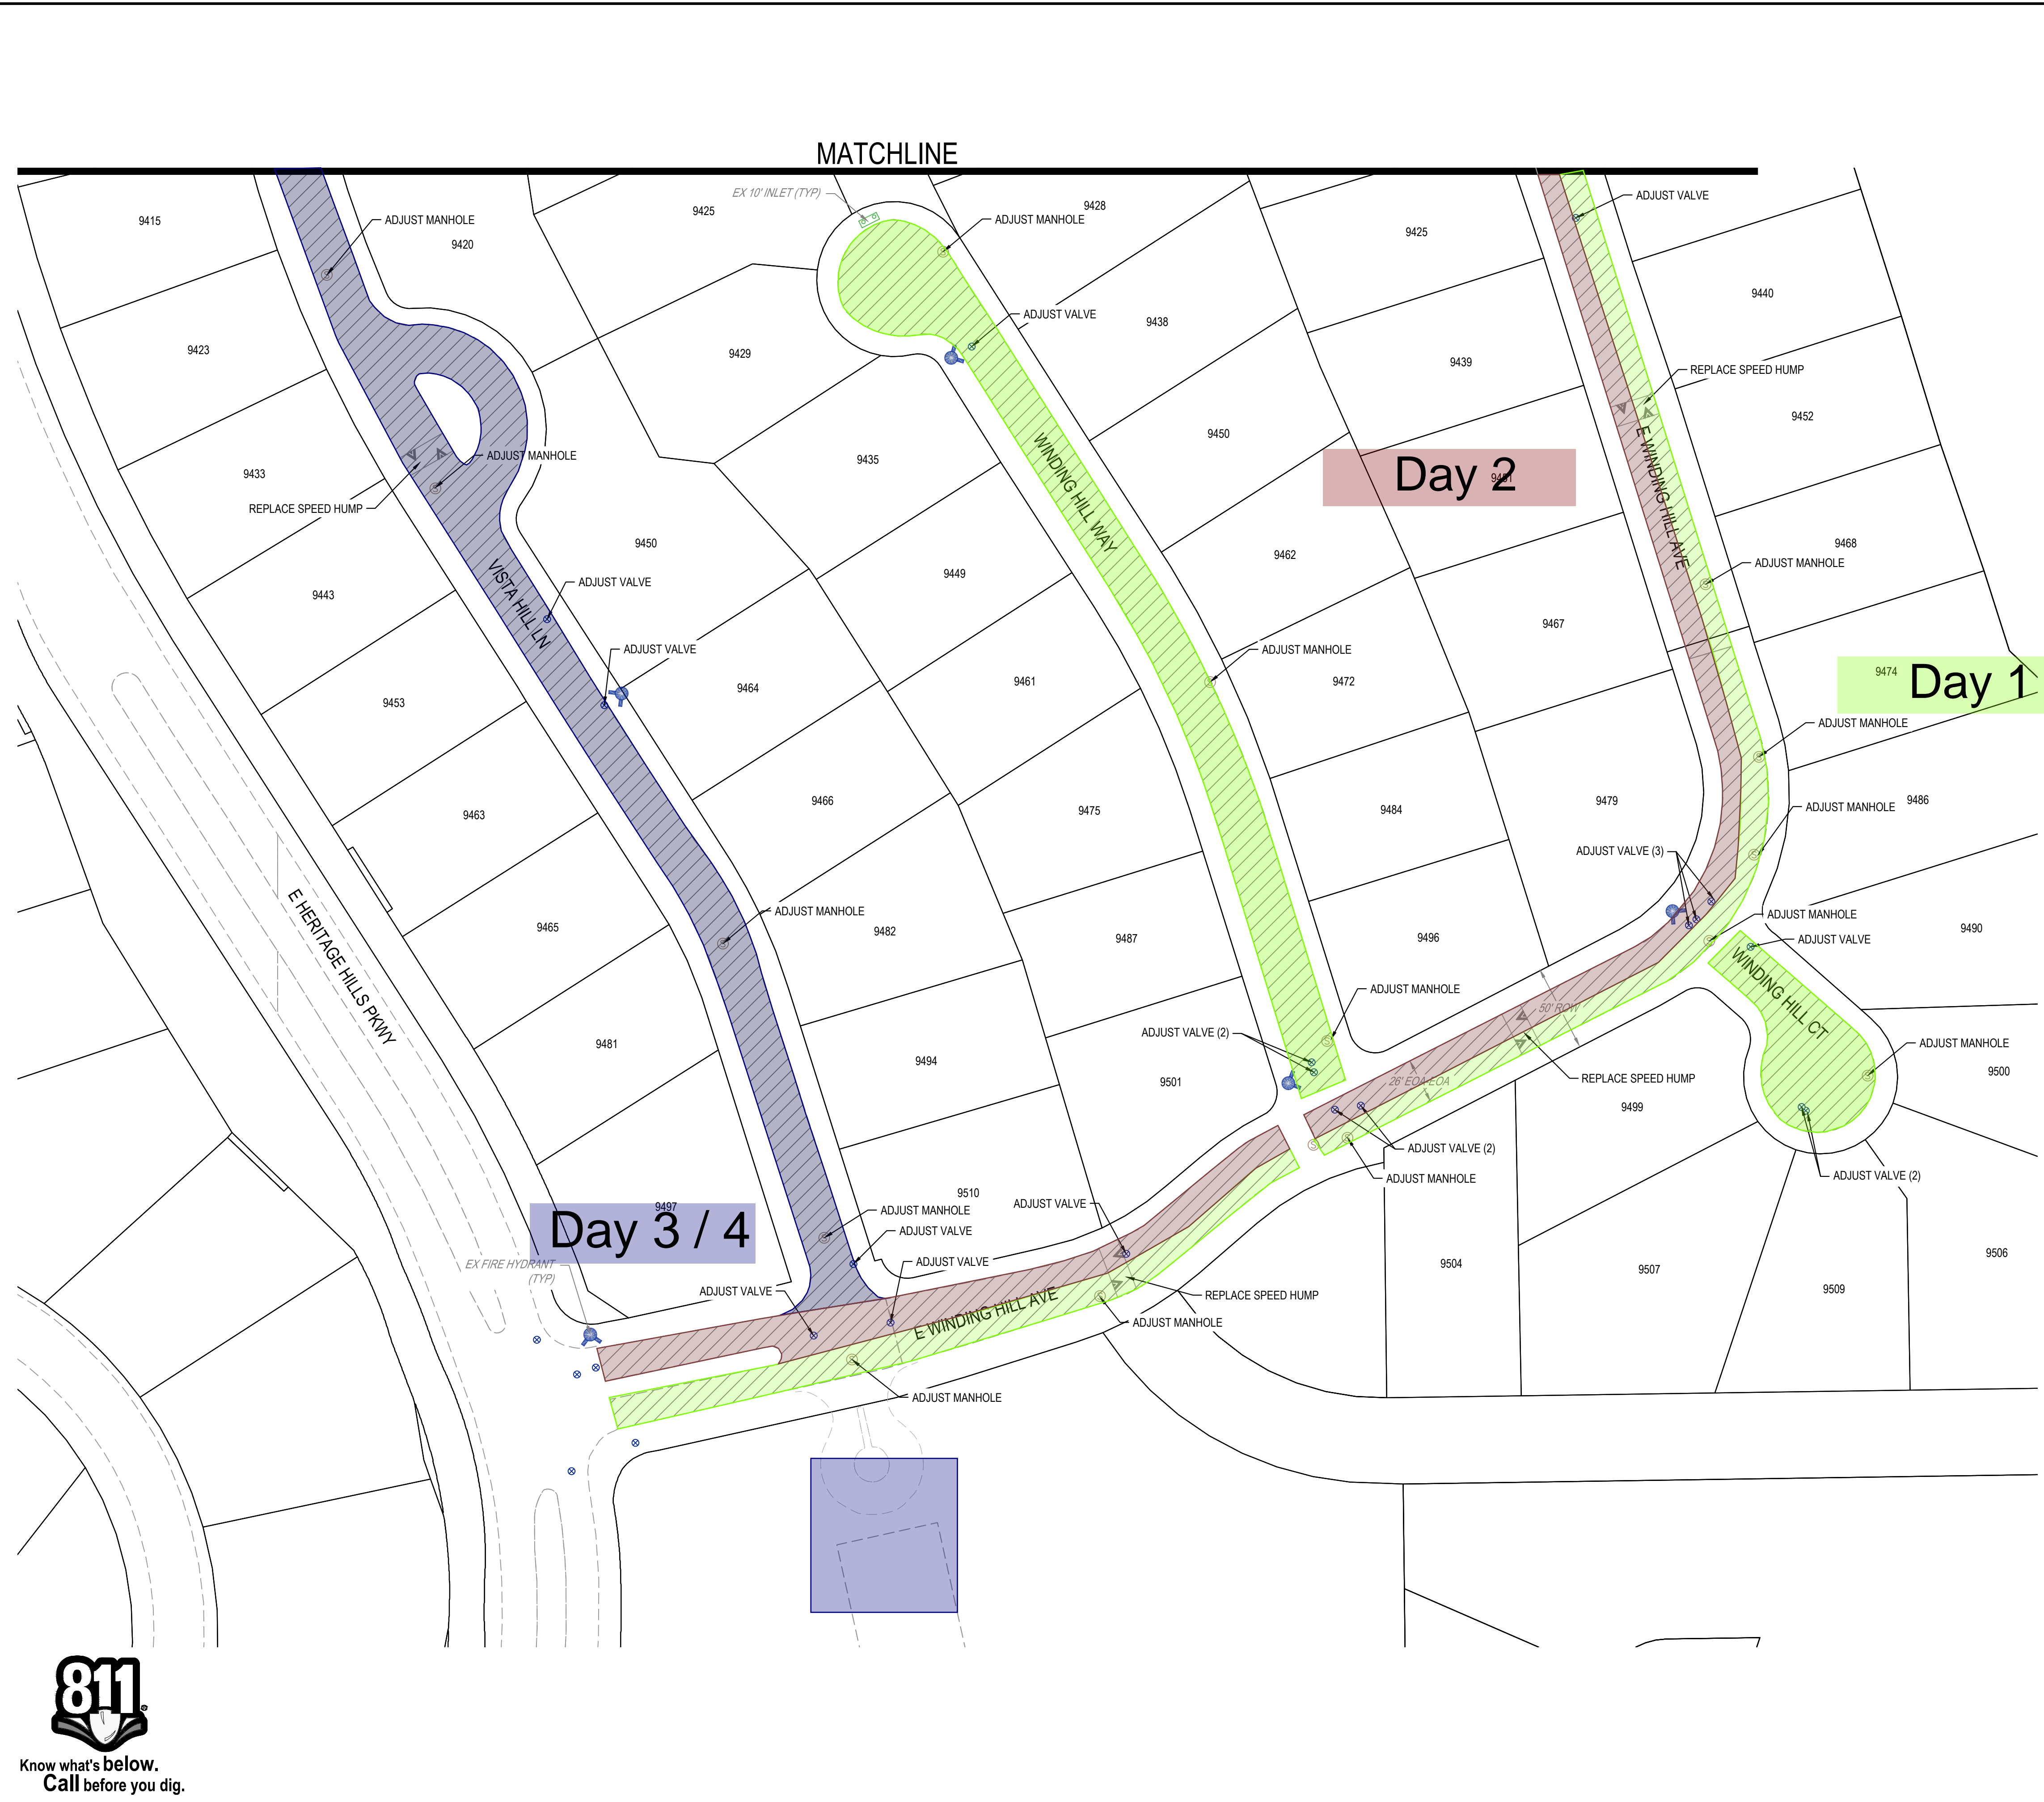 MATCHLINE
EX 10' INLET (TYP)
9415
ADJUST MANHOLE
9420
9425
ADJUST MANHOLE
9428
9425
ADJUST VALVE
9440
9423
9429
ADJUST VALVE
9438
9439
REPLACE SPEED HUMP
9452
9433
ADJUST MANHOLE
REPLACE SPEED HUMP
9435
WINDING HILL WAY
9450
Day 2
E WINDING HILL AVE
9468
ADJUST MANHOLE
9443
9450
VISTA HILL LN
ADJUST VALVE
9449
9462
9467
9453
ADJUST VALVE
9464
9461
ADJUST MANHOLE
9472
9474
Day 1
ADJUST MANHOLE
9463
9466
9475
9484
9479
ADJUST MANHOLE
9486
ADJUST VALVE (3)
E HERITAGE HILLS PKWY
9465
ADJUST MANHOLE
9482
9487
9496
ADJUST MANHOLE
ADJUST VALVE
9490
WINDING HILL CT
9481
9494
ADJUST VALVE (2)
ADJUST MANHOLE
50' ROW
ADJUST MANHOLE
9500
9501
26' EOA-EOA
REPLACE SPEED HUMP
9499
ADJUST VALVE (2)
ADJUST MANHOLE
ADJUST VALVE (2)
9497
Day 3 / 4
9510
ADJUST MANHOLE
ADJUST VALVE
ADJUST VALVE
EX FIRE HYDRANT
(TYP)
ADJUST VALVE
ADJUST VALVE
E WINDING HILL AVE
REPLACE SPEED HUMP
ADJUST MANHOLE
ADJUST MANHOLE
9504
9507
9509
9506
811
Know what's below.
Call before you dig.